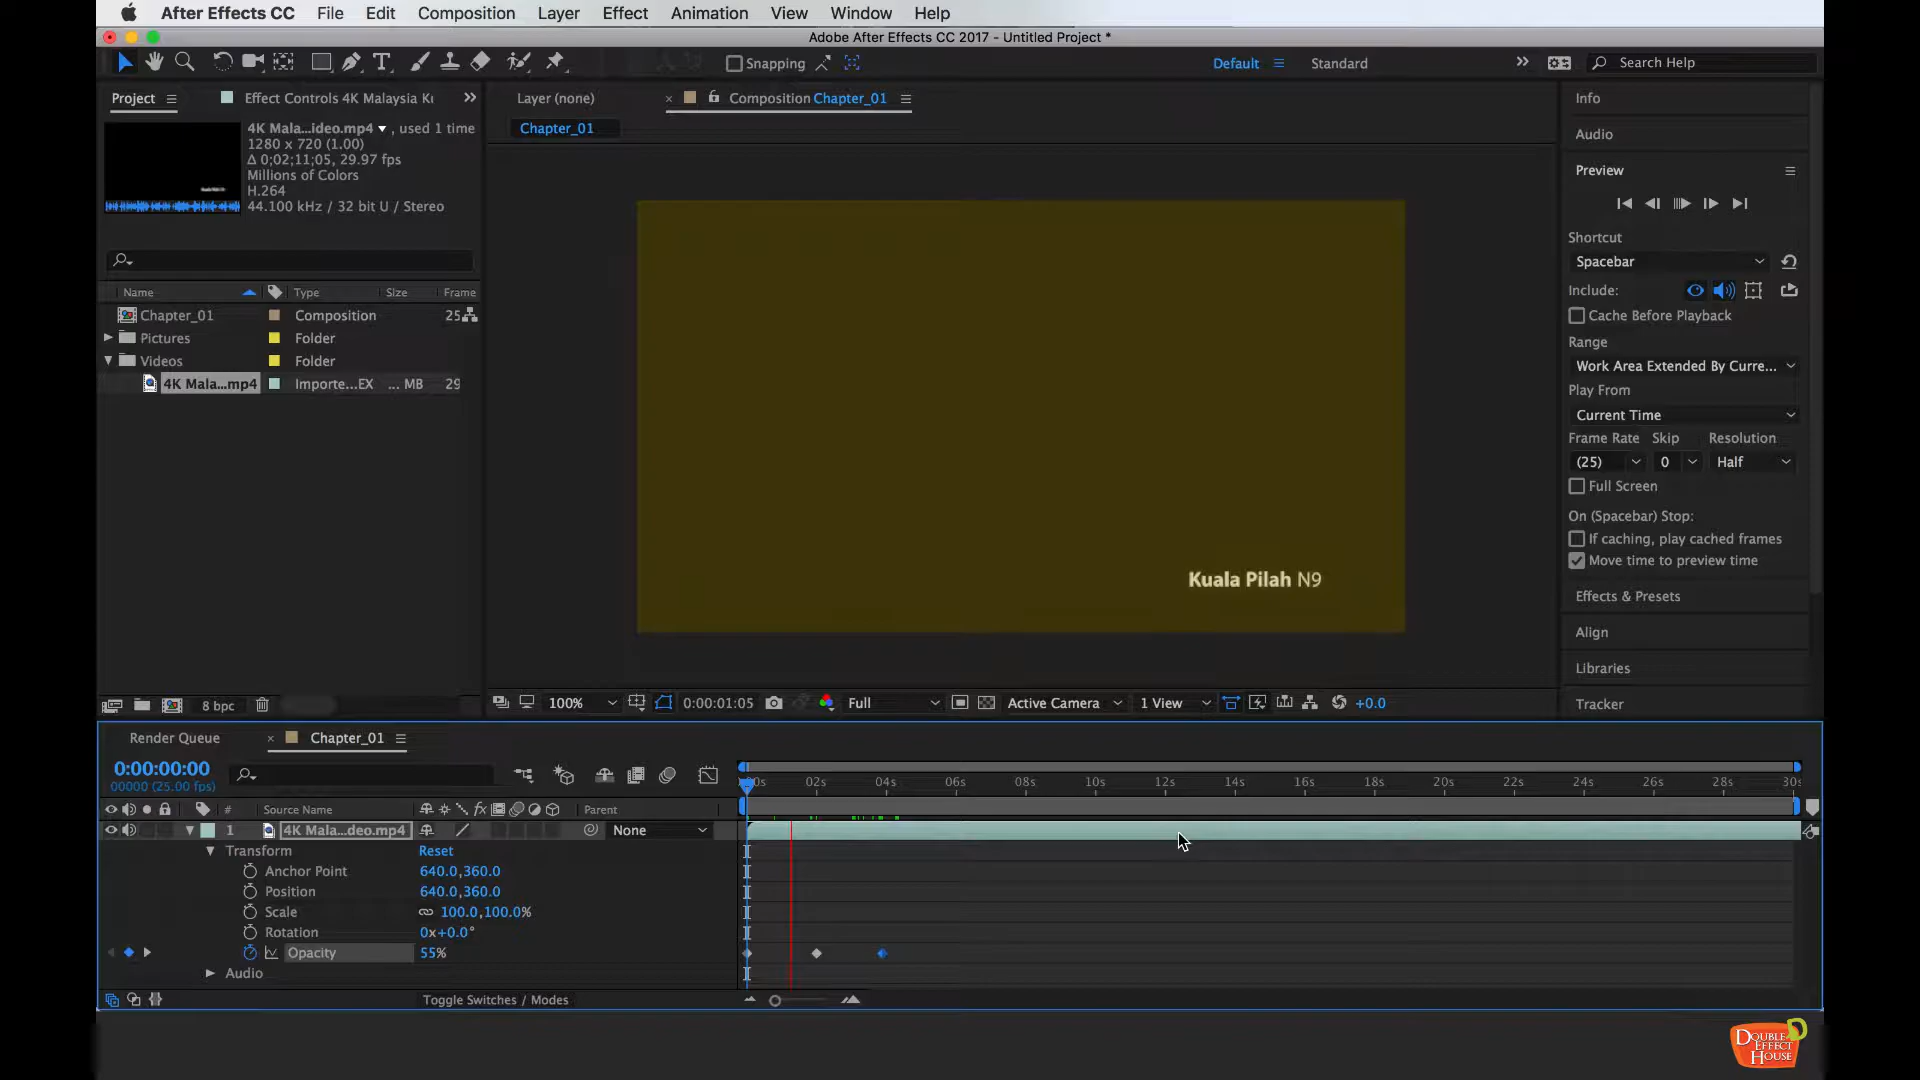 After Effects CC File Edit Composition Layer Effect Animation View Window Help
Adobe After Effects CC 2017 - Untitled Project *
Snapping Default Standard Search Help
Project Effect Controls 4K Malaysia Ku Layer (none) Composition Chapter_01 Info
Chapter_01
4K Mala...ideo.mp4 , used 1 time
1280 x 720 (1.00)
Δ 0;02;11;05, 29.97 fps
Millions of Colors
H.264
44.100 kHz / 32 bit U / Stereo
Audio
Preview
Shortcut
Spacebar
Include:
Cache Before Playback
Range
Work Area Extended By Curre...
Play From
Current Time
Frame Rate Skip Resolution
(25) 0 Half
Full Screen
On (Spacebar) Stop:
If caching, play cached frames
Move time to preview time
Effects & Presets
Align
Libraries
Tracker
Name Type Size Frame
Chapter_01 Composition 25
Pictures Folder
Videos Folder
4K Mala...mp4 Importe...EX ... MB 29
Kuala Pilah N9
8 bpc 100% 0:00:01:05 Full Active Camera 1 View +0.0
Render Queue Chapter_01
0:00:00:00
00000 (25.00 fps)
02s 04s 06s 08s 10s 12s 14s 16s 18s 20s 22s 24s 26s 28s 30s
# Source Name fx Parent
1 4K Mala...deo.mp4 None
Transform Reset
Anchor Point 640.0,360.0
Position 640.0,360.0
Scale 100.0,100.0%
Rotation 0x+0.0°
Opacity 55%
Audio
Toggle Switches / Modes
DOUBLE
EFFECT
HOUSE